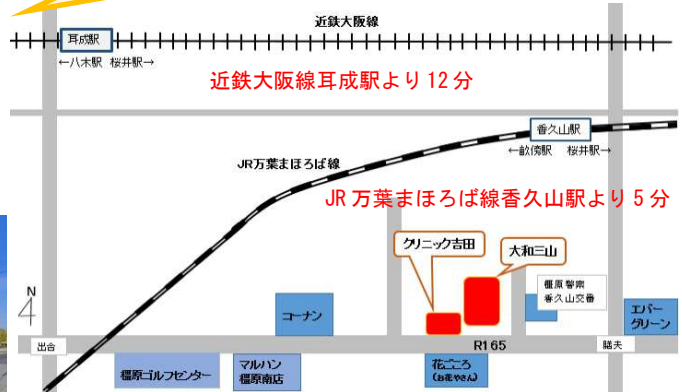 近鉄大阪線
耳成駅
←八木駅 桜井駅→
近鉄大阪線耳成駅より12分
香久山駅
←畝傍駅 桜井駅→
JR万葉まほろば線
JR万葉まほろば線香久山駅より5分
クリニック吉田
大和三山
橿原警察
香久山交番
N
コーナン
エバー
グリーン
出合
R165
膳夫
橿原ゴルフセンター
マルハン
橿原南店
花ごころ
(お花やさん)